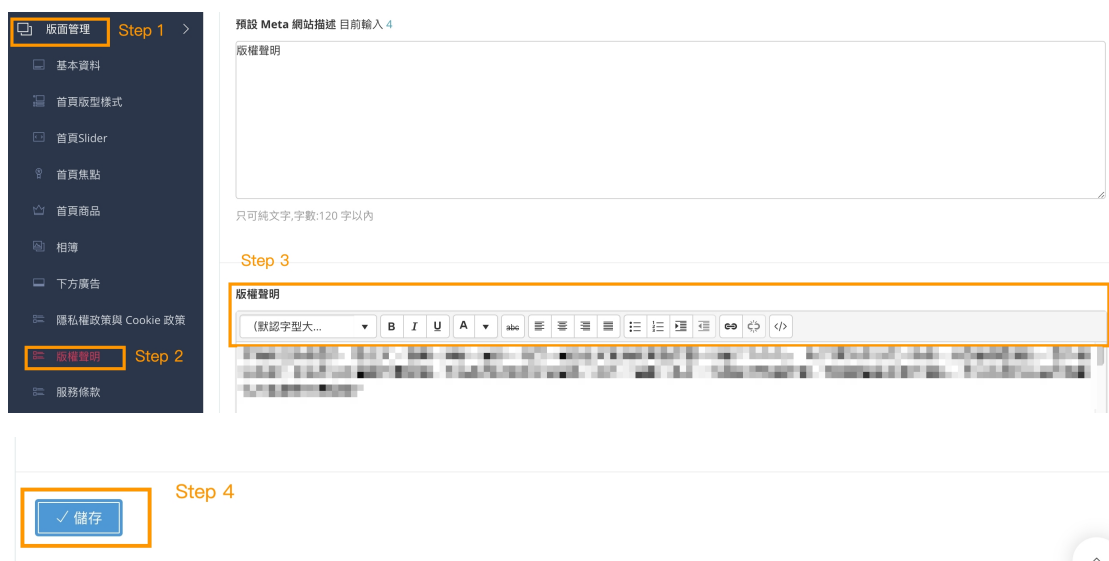 版面管理 Step 1
基本資料
首頁版型樣式
首頁Slider
首頁焦點
首頁商品
相簿
下方廣告
隱私權政策與 Cookie 政策
版權聲明 Step 2
服務條款
預設 Meta 網站描述 目前輸入 4
版權聲明
只可純文字,字數:120 字以內
Step 3
版權聲明
(默認字型大... B I U A abc
Step 4
儲存